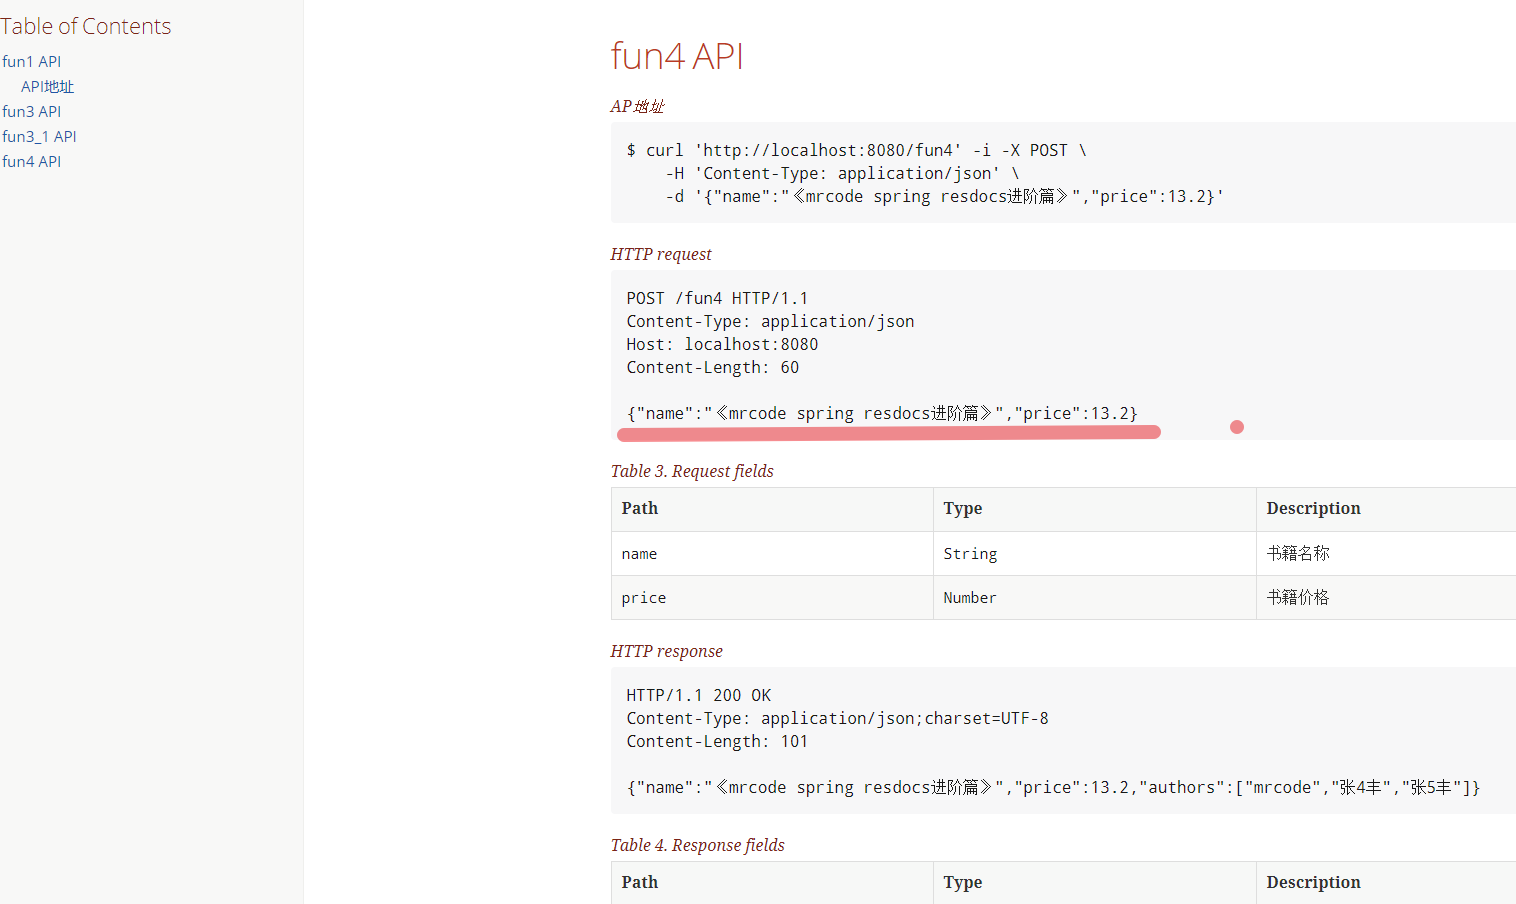 Table of Contents
fun1 API
API地址
fun3 API
fun3_1 API
fun4 API
fun4 API
AP地址
$ curl 'http://localhost:8080/fun4' -i -X POST \
-H 'Content-Type: application/json' \
-d '{"name":"《mrcode spring resdocs进阶篇》","price":13.2}'
HTTP request
POST /fun4 HTTP/1.1
Content-Type: application/json
Host: localhost:8080
Content-Length: 60
{"name":"《mrcode spring resdocs进阶篇》","price":13.2}
Table 3. Request fields
Path Type Description
name String 书籍名称
price Number 书籍价格
HTTP response
HTTP/1.1 200 OK
Content-Type: application/json;charset=UTF-8
Content-Length: 101
{"name":"《mrcode spring resdocs进阶篇》","price":13.2,"authors":["mrcode","张4丰","张5丰"]}
Table 4. Response fields
Path Type Description